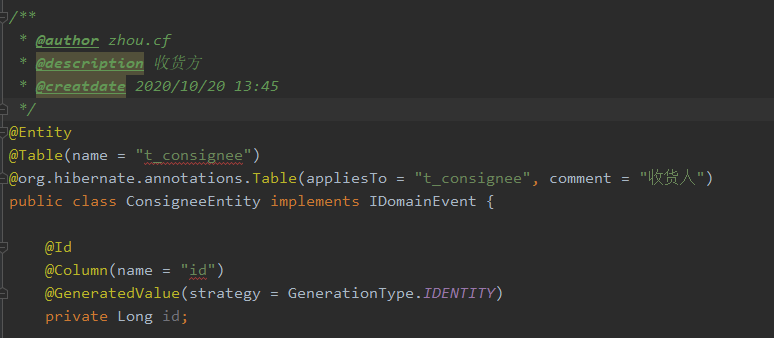 /**
 * @author zhou.cf
 * @description 收货方
 * @creatdate 2020/10/20 13:45
 */
@Entity
@Table(name = "t_consignee")
@org.hibernate.annotations.Table(appliesTo = "t_consignee", comment = "收货人")
public class ConsigneeEntity implements IDomainEvent {
    @Id
    @Column(name = "id")
    @GeneratedValue(strategy = GenerationType.IDENTITY)
    private Long id;